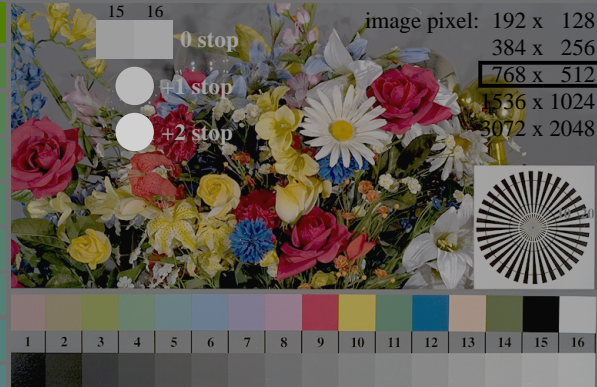 15 16
0 stop
+1 stop
+2 stop
image pixel: 192 x 128
384 x 256
768 x 512
1536 x 1024
3072 x 2048
1 2 3 4 5 6 7 8 9 10 11 12 13 14 15 16